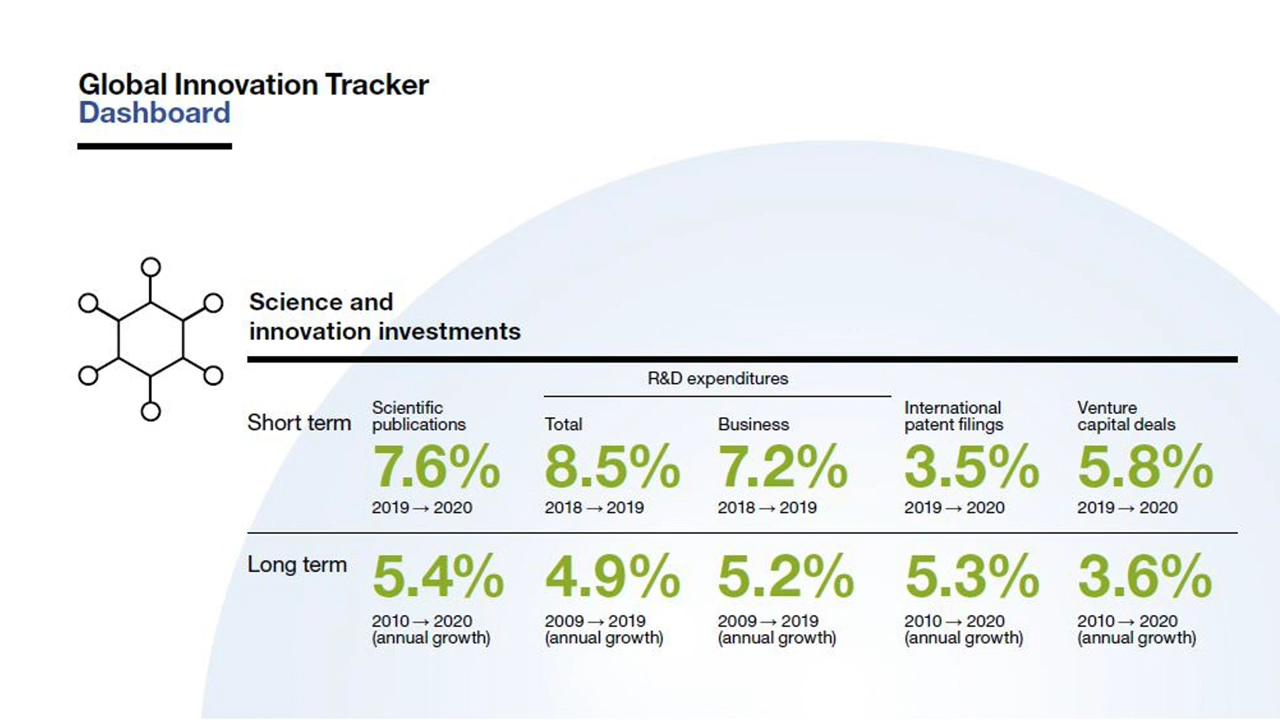 Global Innovation Tracker
Dashboard
Science and
innovation investments
R&D expenditures
Short term
Scientific
publications
Total
Business
International
patent filings
Venture
capital deals
7.6% 8.5% 7.2% 3.5% 5.8%
2019 → 2020 2018 → 2019 2018 → 2019 2019 → 2020 2019 → 2020
Long term
5.4% 4.9% 5.2% 5.3% 3.6%
2010 → 2020 2009 → 2019 2009 → 2019 2010 → 2020 2010 → 2020
(annual growth) (annual growth) (annual growth) (annual growth) (annual growth)